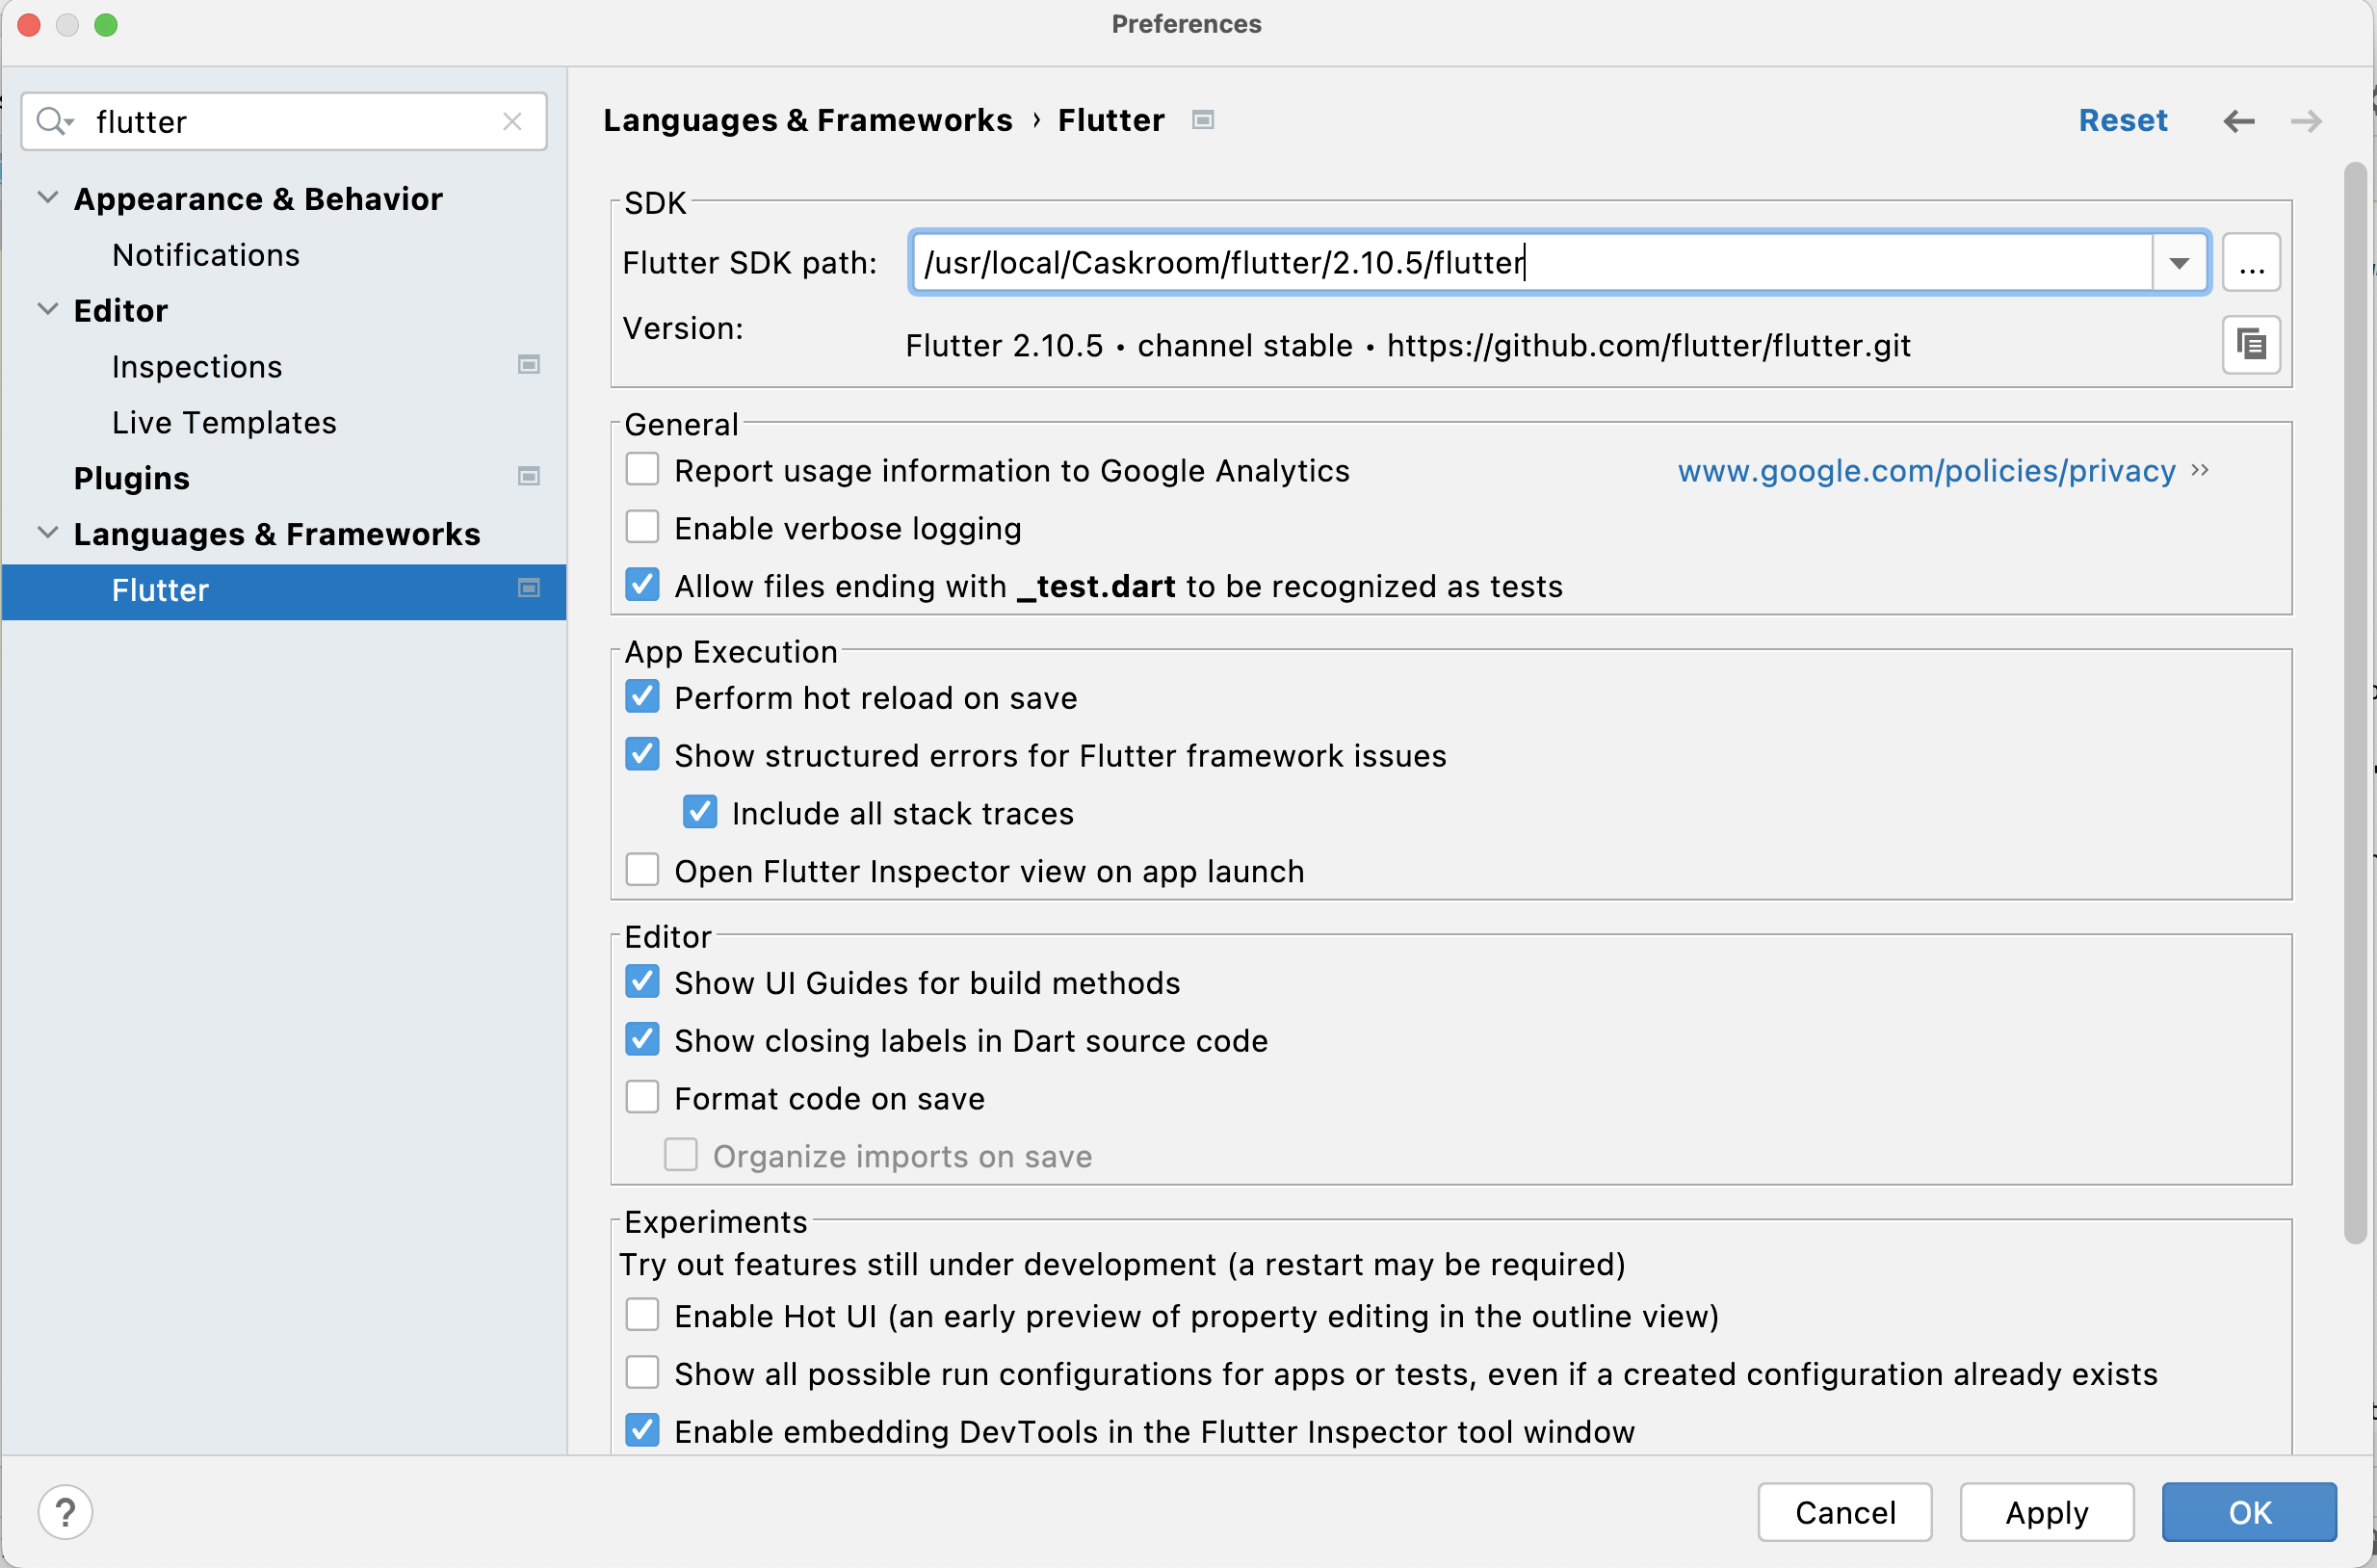 Preferences
flutter
Appearance & Behavior
Notifications
Editor
Inspections
Live Templates
Plugins
Languages & Frameworks
Flutter
Languages & Frameworks › Flutter
Reset
SDK
Flutter SDK path: /usr/local/Caskroom/flutter/2.10.5/flutter ...
Version: Flutter 2.10.5 • channel stable • https://github.com/flutter/flutter.git
General
Report usage information to Google Analytics www.google.com/policies/privacy »
Enable verbose logging
Allow files ending with _test.dart to be recognized as tests
App Execution
Perform hot reload on save
Show structured errors for Flutter framework issues
Include all stack traces
Open Flutter Inspector view on app launch
Editor
Show UI Guides for build methods
Show closing labels in Dart source code
Format code on save
Organize imports on save
Experiments
Try out features still under development (a restart may be required)
Enable Hot UI (an early preview of property editing in the outline view)
Show all possible run configurations for apps or tests, even if a created configuration already exists
Enable embedding DevTools in the Flutter Inspector tool window
?
Cancel
Apply
OK